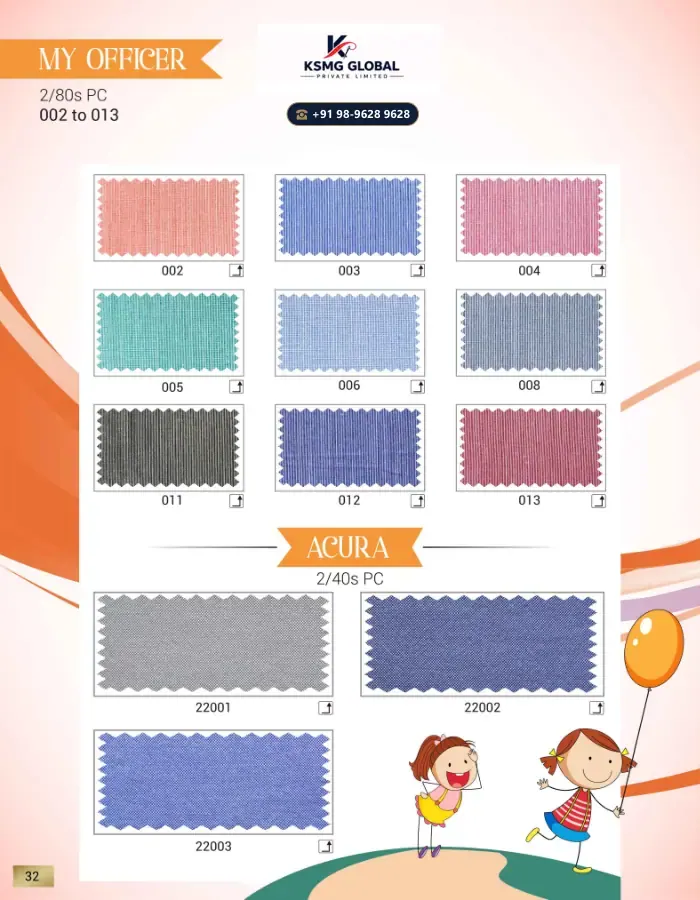 MY OFFICER
2/80s PC
002 to 013
KSMG GLOBAL
PRIVATE LIMITED
☎ +91 98-9628 9628
002
003
004
005
006
008
011
012
013
ACURA
2/40s PC
22001
22002
22003
32